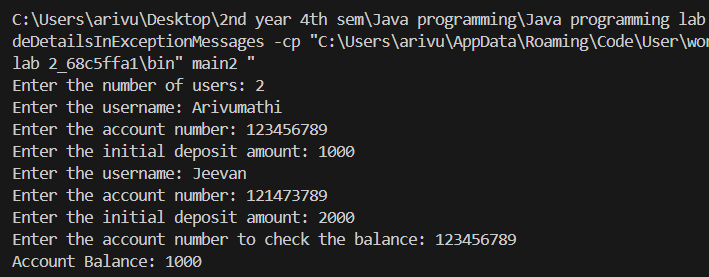 C:\Users\arivu\Desktop\2nd year 4th sem\Java programming\Java programming lab
deDetailsInExceptionMessages -cp "C:\Users\arivu\AppData\Roaming\Code\User\wor
lab 2_68c5ffa1\bin" main2 "
Enter the number of users: 2
Enter the username: Arivumathi
Enter the account number: 123456789
Enter the initial deposit amount: 1000
Enter the username: Jeevan
Enter the account number: 121473789
Enter the initial deposit amount: 2000
Enter the account number to check the balance: 123456789
Account Balance: 1000